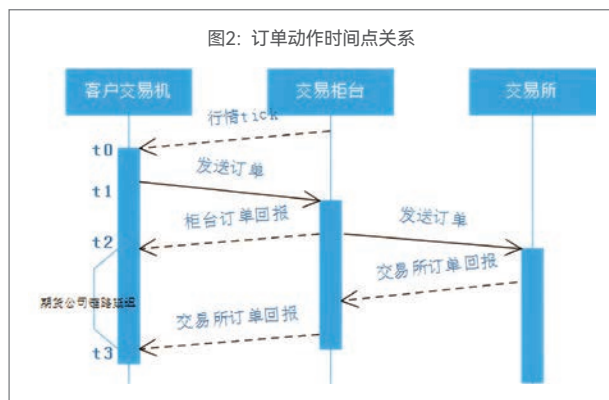 图2: 订单动作时间点关系
客户交易机
交易柜台
交易所
行情tick
t0
发送订单
t1
柜台订单回报
发送订单
t2
交易所订单回报
期货公司链路延迟
交易所订单回报
t3